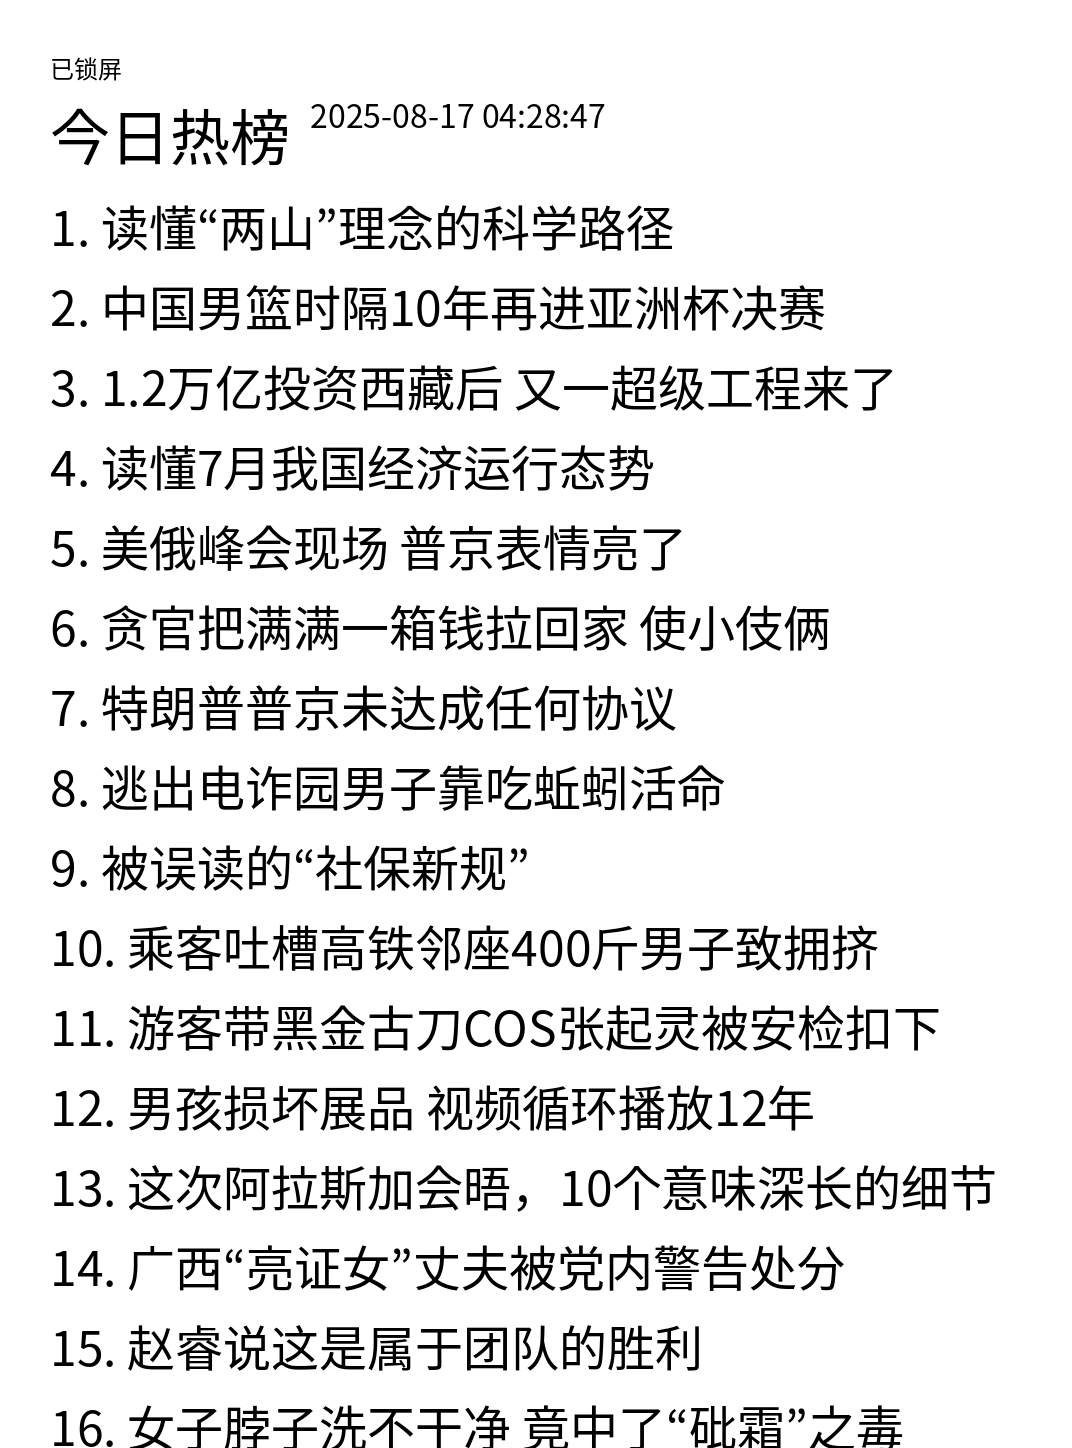 已锁屏
今日热榜 2025-08-17 04:28:47
1. 读懂“两山”理念的科学路径
2. 中国男篮时隔10年再进亚洲杯决赛
3. 1.2万亿投资西藏后 又一超级工程来了
4. 读懂7月我国经济运行态势
5. 美俄峰会现场 普京表情亮了
6. 贪官把满满一箱钱拉回家 使小伎俩
7. 特朗普普京未达成任何协议
8. 逃出电诈园男子靠吃蚯蚓活命
9. 被误读的“社保新规”
10. 乘客吐槽高铁邻座400斤男子致拥挤
11. 游客带黑金古刀COS张起灵被安检扣下
12. 男孩损坏展品 视频循环播放12年
13. 这次阿拉斯加会晤，10个意味深长的细节
14. 广西“亮证女”丈夫被党内警告处分
15. 赵睿说这是属于团队的胜利
16. 女子脖子洗不干净 竟中了“砒霜”之毒